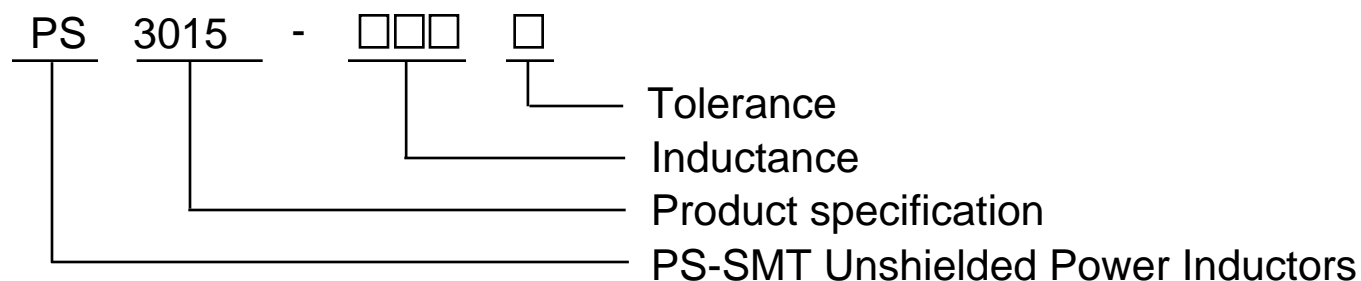 PS 3015 - □□□ □
Tolerance
Inductance
Product specification
PS-SMT Unshielded Power Inductors